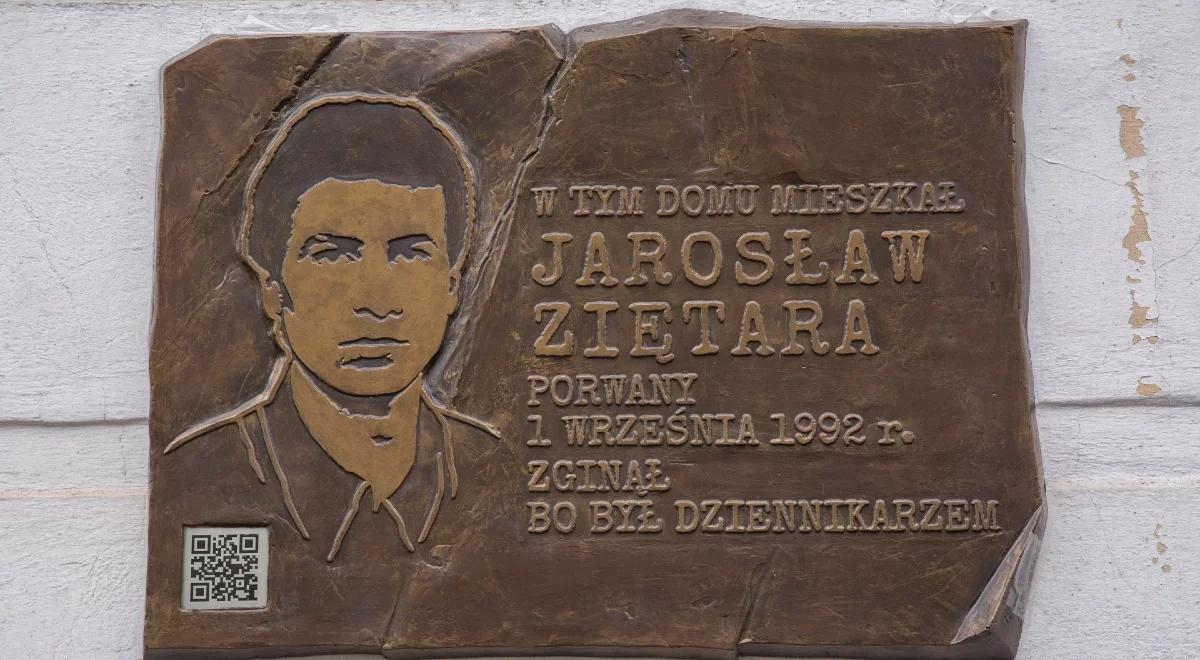 W TYM DOMU MIESZKAŁ
JAROSŁAW
ZIĘTARA
PORWANY
1 WRZEŚNIA 1992 r.
ZGINĄŁ
BO BYŁ DZIENNIKARZEM